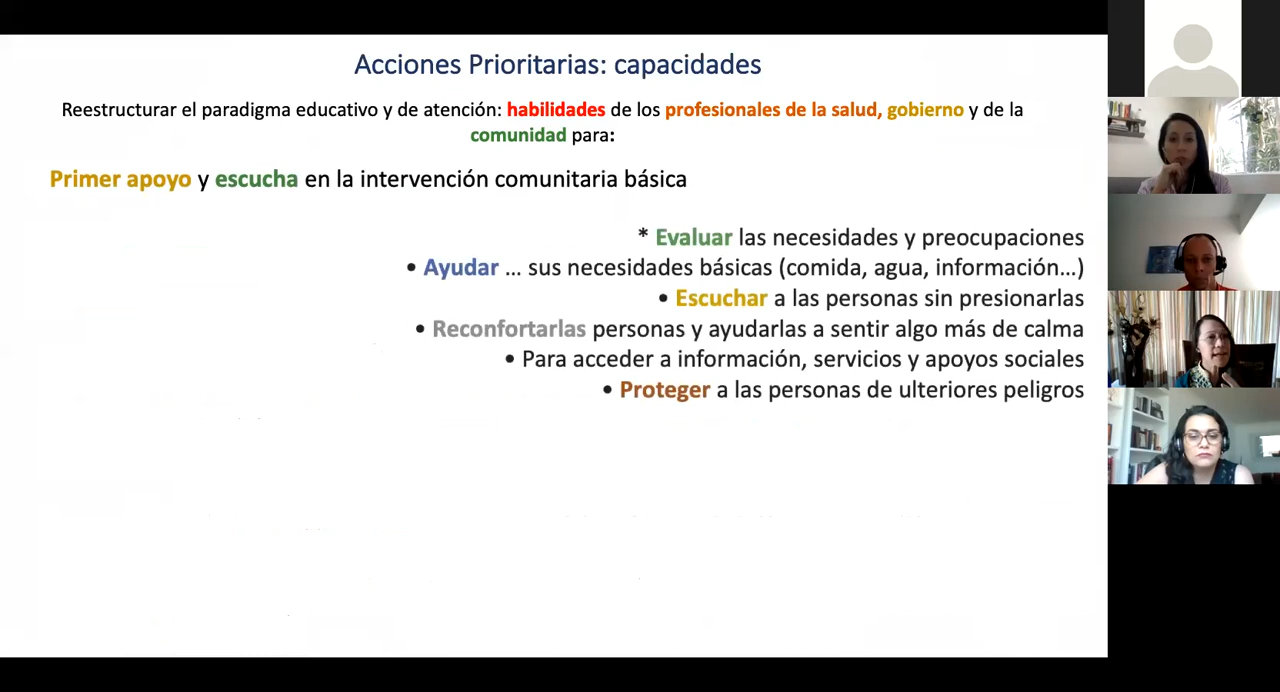 Acciones Prioritarias: capacidades
Reestructurar el paradigma educativo y de atención: habilidades de los profesionales de la salud, gobierno y de la
comunidad para:
Primer apoyo y escucha en la intervención comunitaria básica
* Evaluar las necesidades y preocupaciones
• Ayudar ... sus necesidades básicas (comida, agua, información...)
• Escuchar a las personas sin presionarlas
• Reconfortarlas personas y ayudarlas a sentir algo más de calma
• Para acceder a información, servicios y apoyos sociales
• Proteger a las personas de ulteriores peligros